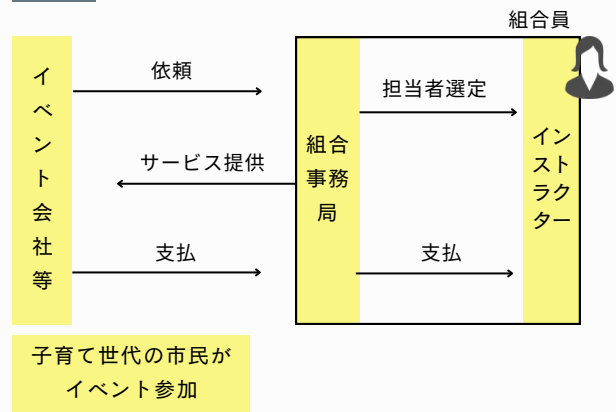 組合員
イベント会社等
依頼
サービス提供
支払
組合
事務
局
担当者選定
支払
イン
スト
ラク
ター
子育て世代の市民が
イベント参加